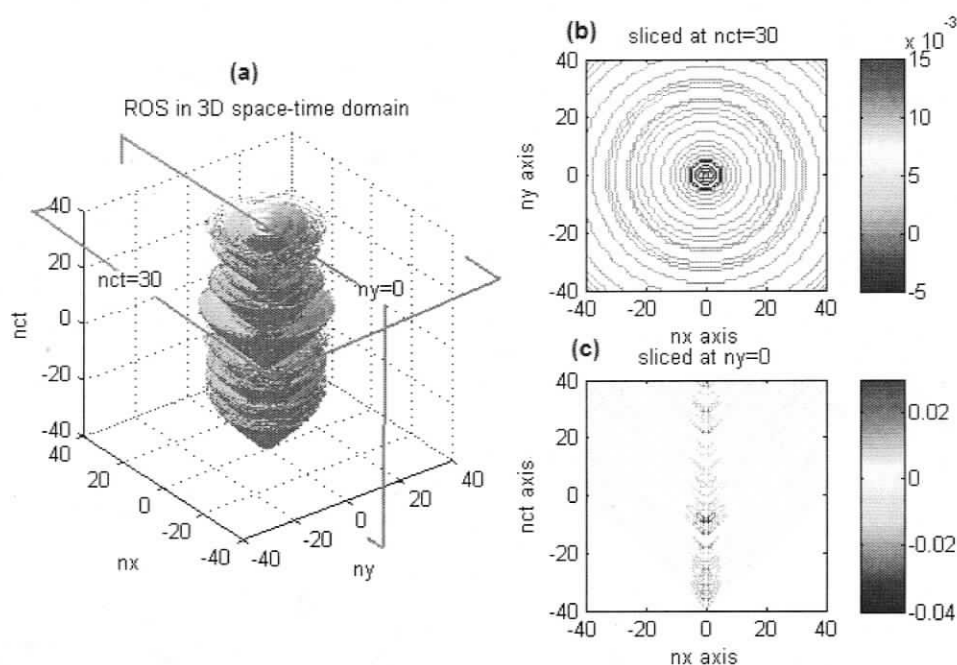 (a)
ROS in 3D space-time domain
40
20
0
-20
-40
nct
nct=30
ny=0
40
20
0
-20
-40
nx
-40
-20
0
20
40
ny
(b)
sliced at nct=30
40
20
0
-20
-40
ny axis
-40 -20 0 20 40
nx axis
x 10⁻³
15
10
5
0
-5
(c)
sliced at ny=0
40
20
0
-20
-40
nct axis
-40 -20 0 20 40
nx axis
0.02
0
-0.02
-0.04